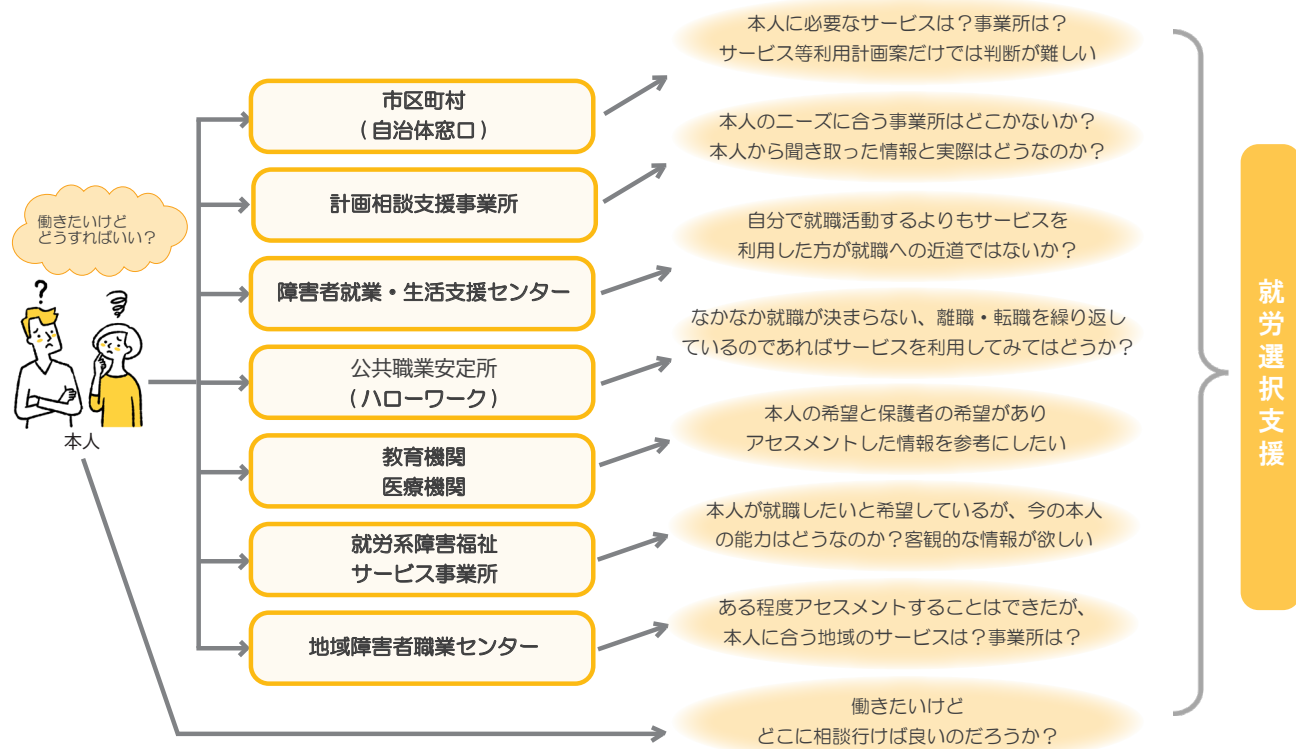 働きたいけど
どうすればいい？
?
本人
市区町村
(自治体窓口)
計画相談支援事業所
障害者就業・生活支援センター
公共職業安定所
(ハローワーク)
教育機関
医療機関
就労系障害福祉
サービス事業所
地域障害者職業センター
本人に必要なサービスは？事業所は？
サービス等利用計画案だけでは判断が難しい
本人のニーズに合う事業所はどこかないか？
本人から聞き取った情報と実際はどうなのか？
自分で就職活動するよりもサービスを
利用した方が就職への近道ではないか？
なかなか就職が決まらない、離職・転職を繰り返し
ているのであればサービスを利用してみてはどうか？
本人の希望と保護者の希望があり
アセスメントした情報を参考にしたい
本人が就職したいと希望しているが、今の本人
の能力はどうなのか？客観的な情報が欲しい
ある程度アセスメントすることはできたが、
本人に合う地域のサービスは？事業所は？
働きたいけど
どこに相談行けば良いのだろうか？
就労選択支援